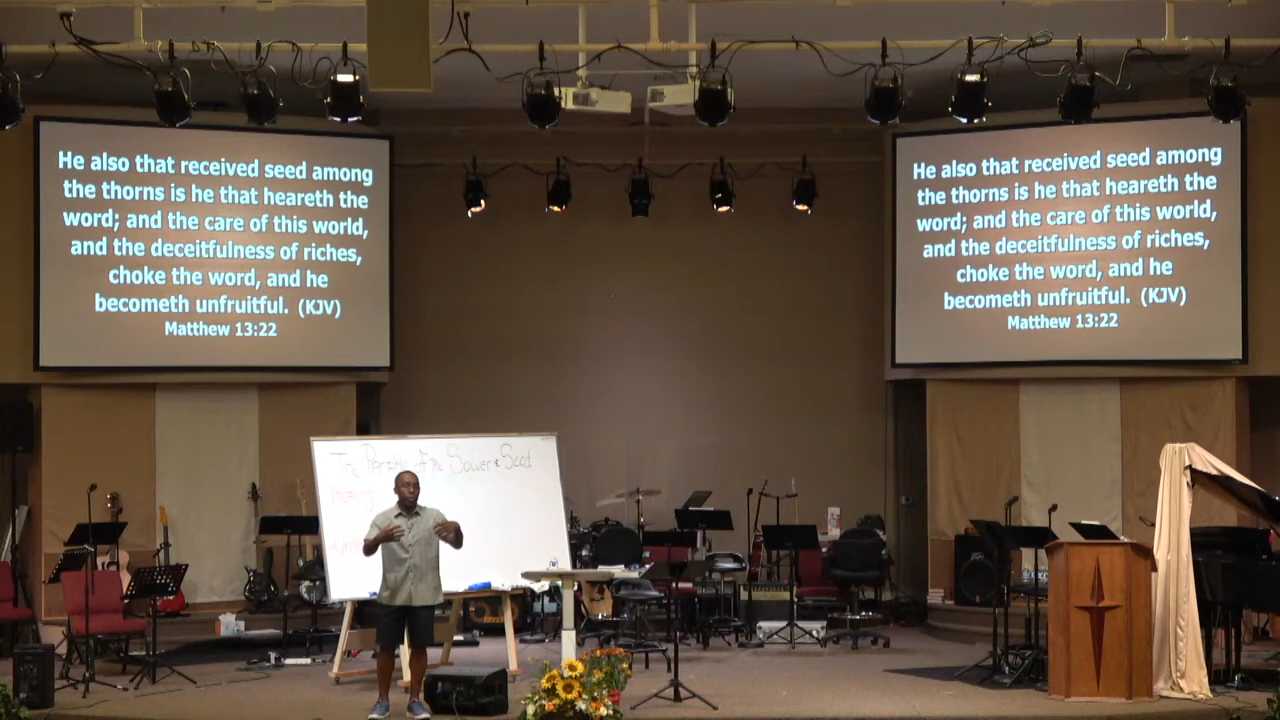 He also that received seed among
the thorns is he that heareth the
word; and the care of this world,
and the deceitfulness of riches,
choke the word, and he
becometh unfruitful. (KJV)
Matthew 13:22
He also that received seed among
the thorns is he that heareth the
word; and the care of this world,
and the deceitfulness of riches,
choke the word, and he
becometh unfruitful. (KJV)
Matthew 13:22
The Parable of the Sower & Seed